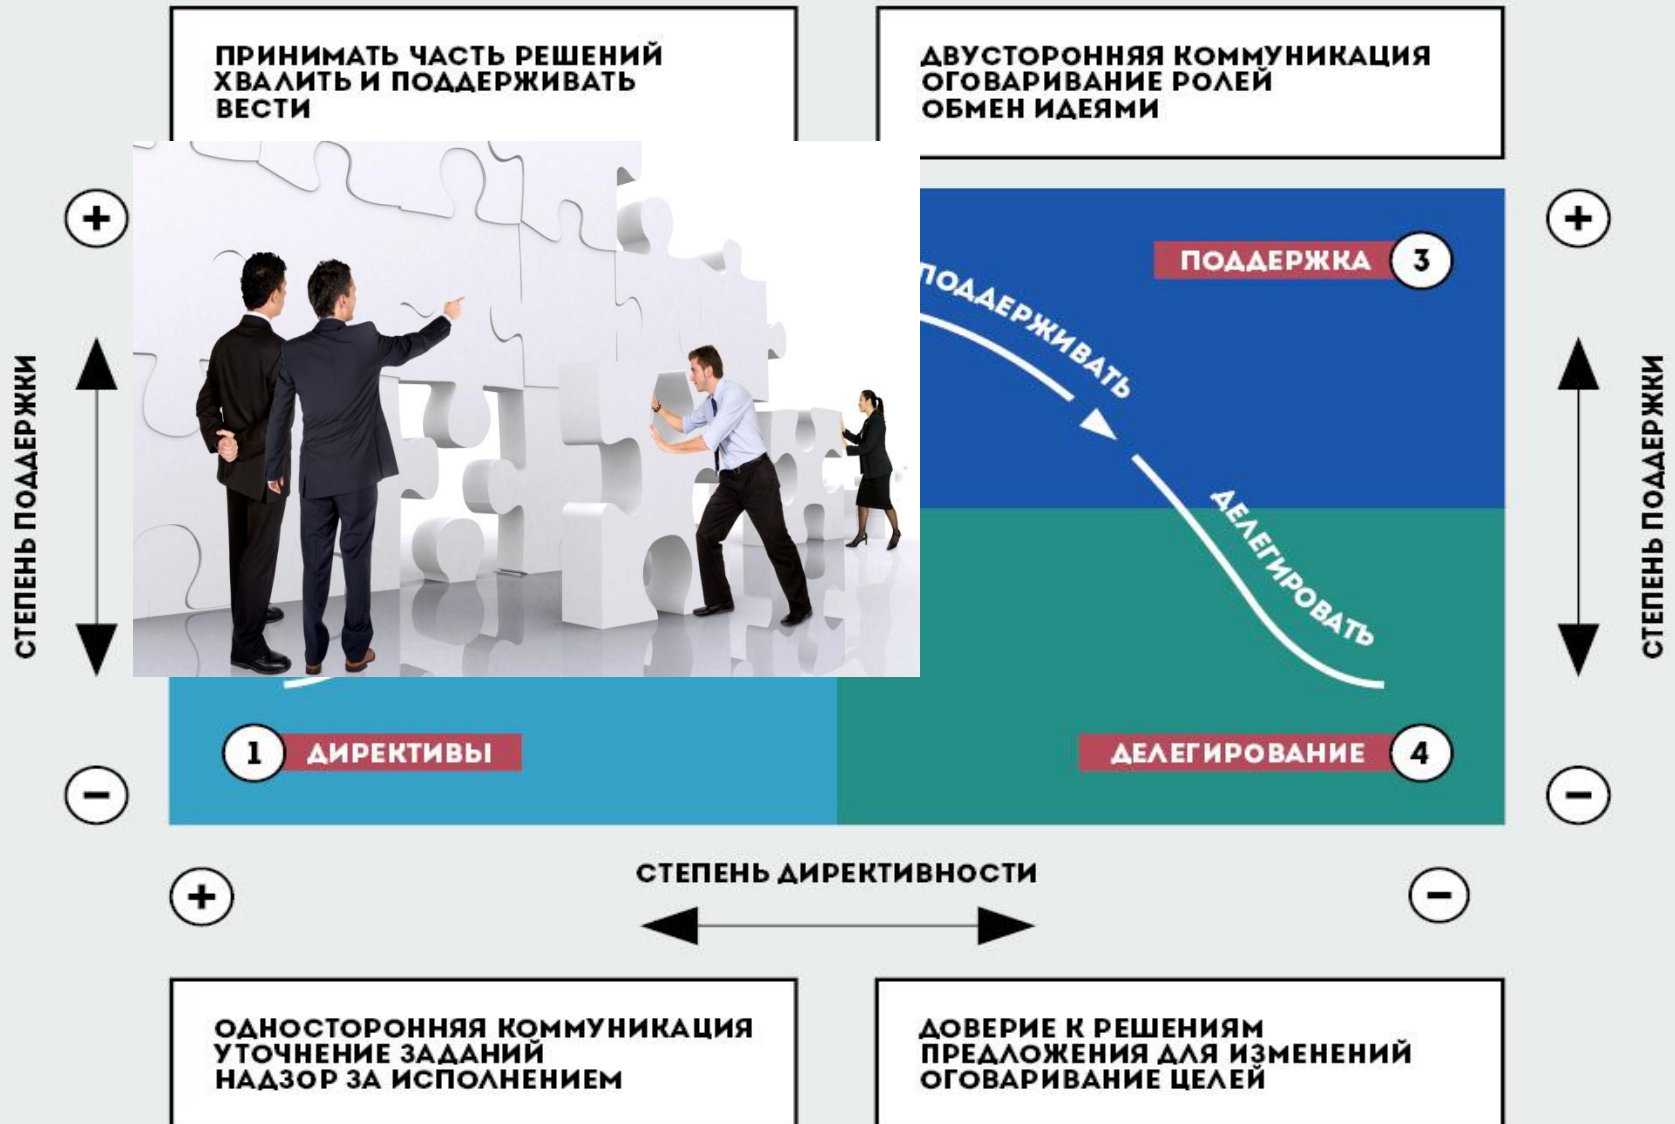 ПРИНИМАТЬ ЧАСТЬ РЕШЕНИЙ
ХВАЛИТЬ И ПОДДЕРЖИВАТЬ
ВЕСТИ
ДВУСТОРОННЯЯ КОММУНИКАЦИЯ
ОГОВАРИВАНИЕ РОЛЕЙ
ОБМЕН ИДЕЯМИ
+
+
ПОДДЕРЖКА 3
ПОДДЕРЖИВАТЬ
СТЕПЕНЬ ПОДДЕРЖКИ
СТЕПЕНЬ ПОДДЕРЖКИ
ДЕЛЕГИРОВАТЬ
1 ДИРЕКТИВЫ
ДЕЛЕГИРОВАНИЕ 4
−
−
СТЕПЕНЬ ДИРЕКТИВНОСТИ
+
−
ОДНОСТОРОННЯЯ КОММУНИКАЦИЯ
УТОЧНЕНИЕ ЗАДАНИЙ
НАДЗОР ЗА ИСПОЛНЕНИЕМ
ДОВЕРИЕ К РЕШЕНИЯМ
ПРЕДЛОЖЕНИЯ ДЛЯ ИЗМЕНЕНИЙ
ОГОВАРИВАНИЕ ЦЕЛЕЙ